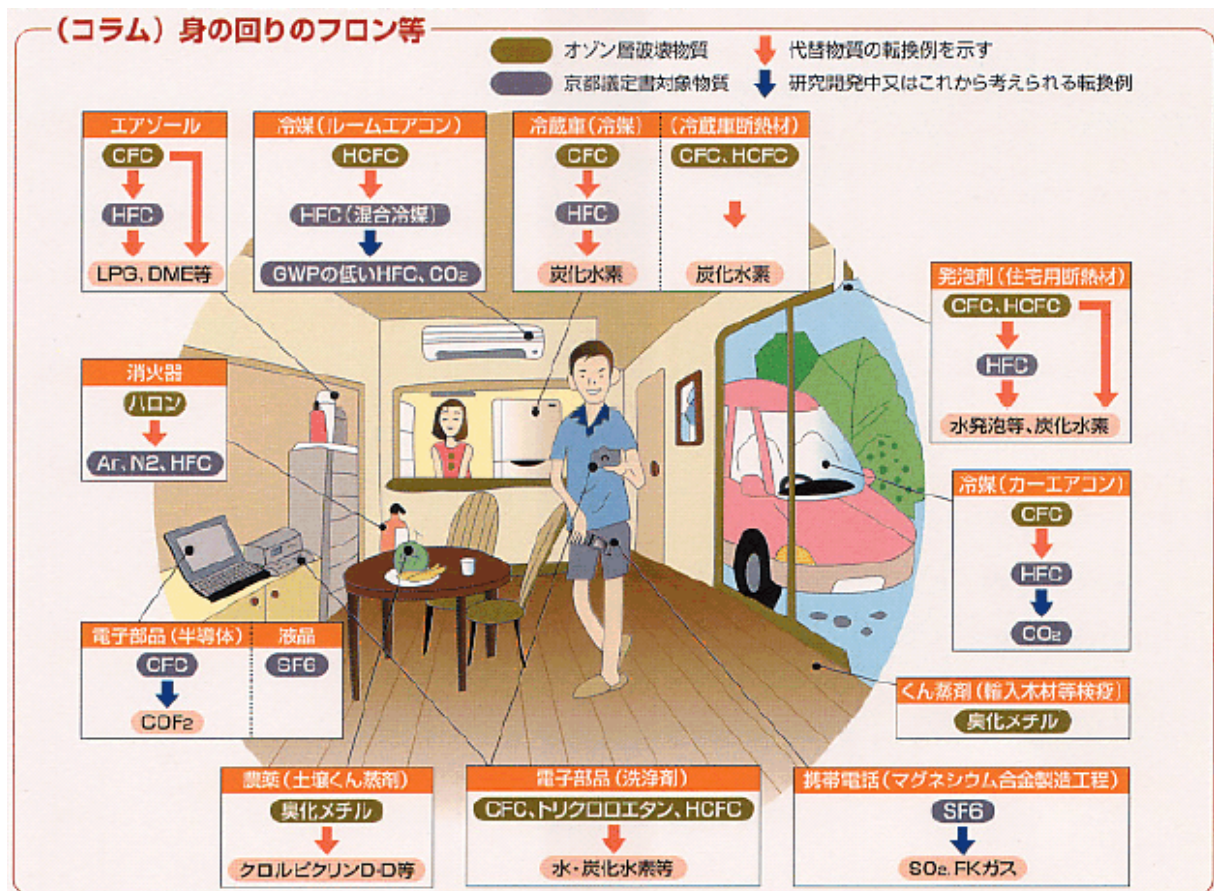 (コラム) 身の回りのフロン等
オゾン層破壊物質
代替物質の転換例を示す
京都議定書対象物質
研究開発中又はこれから考えられる転換例
エアゾール
CFC
HFC
LPG、DME等
冷媒(ルームエアコン)
HCFC
HFC(混合冷媒)
GWPの低いHFC、CO₂
冷蔵庫(冷媒)
CFC
HFC
炭化水素
(冷蔵庫断熱材)
CFC、HCFC
炭化水素
発泡剤(住宅用断熱材)
CFC、HCFC
HFC
水発泡等、炭化水素
消火器
ハロン
Ar、N2、HFC
冷媒(カーエアコン)
CFC
HFC
CO₂
電子部品(半導体)
CFC
COF₂
液晶
SF6
くん蒸剤(輸入木材等検疫)
臭化メチル
農薬(土壌くん蒸剤)
臭化メチル
クロルピクリンD-D等
電子部品(洗浄剤)
CFC、トリクロロエタン、HCFC
水・炭化水素等
携帯電話(マグネシウム合金製造工程)
SF6
SO₂、FKガス